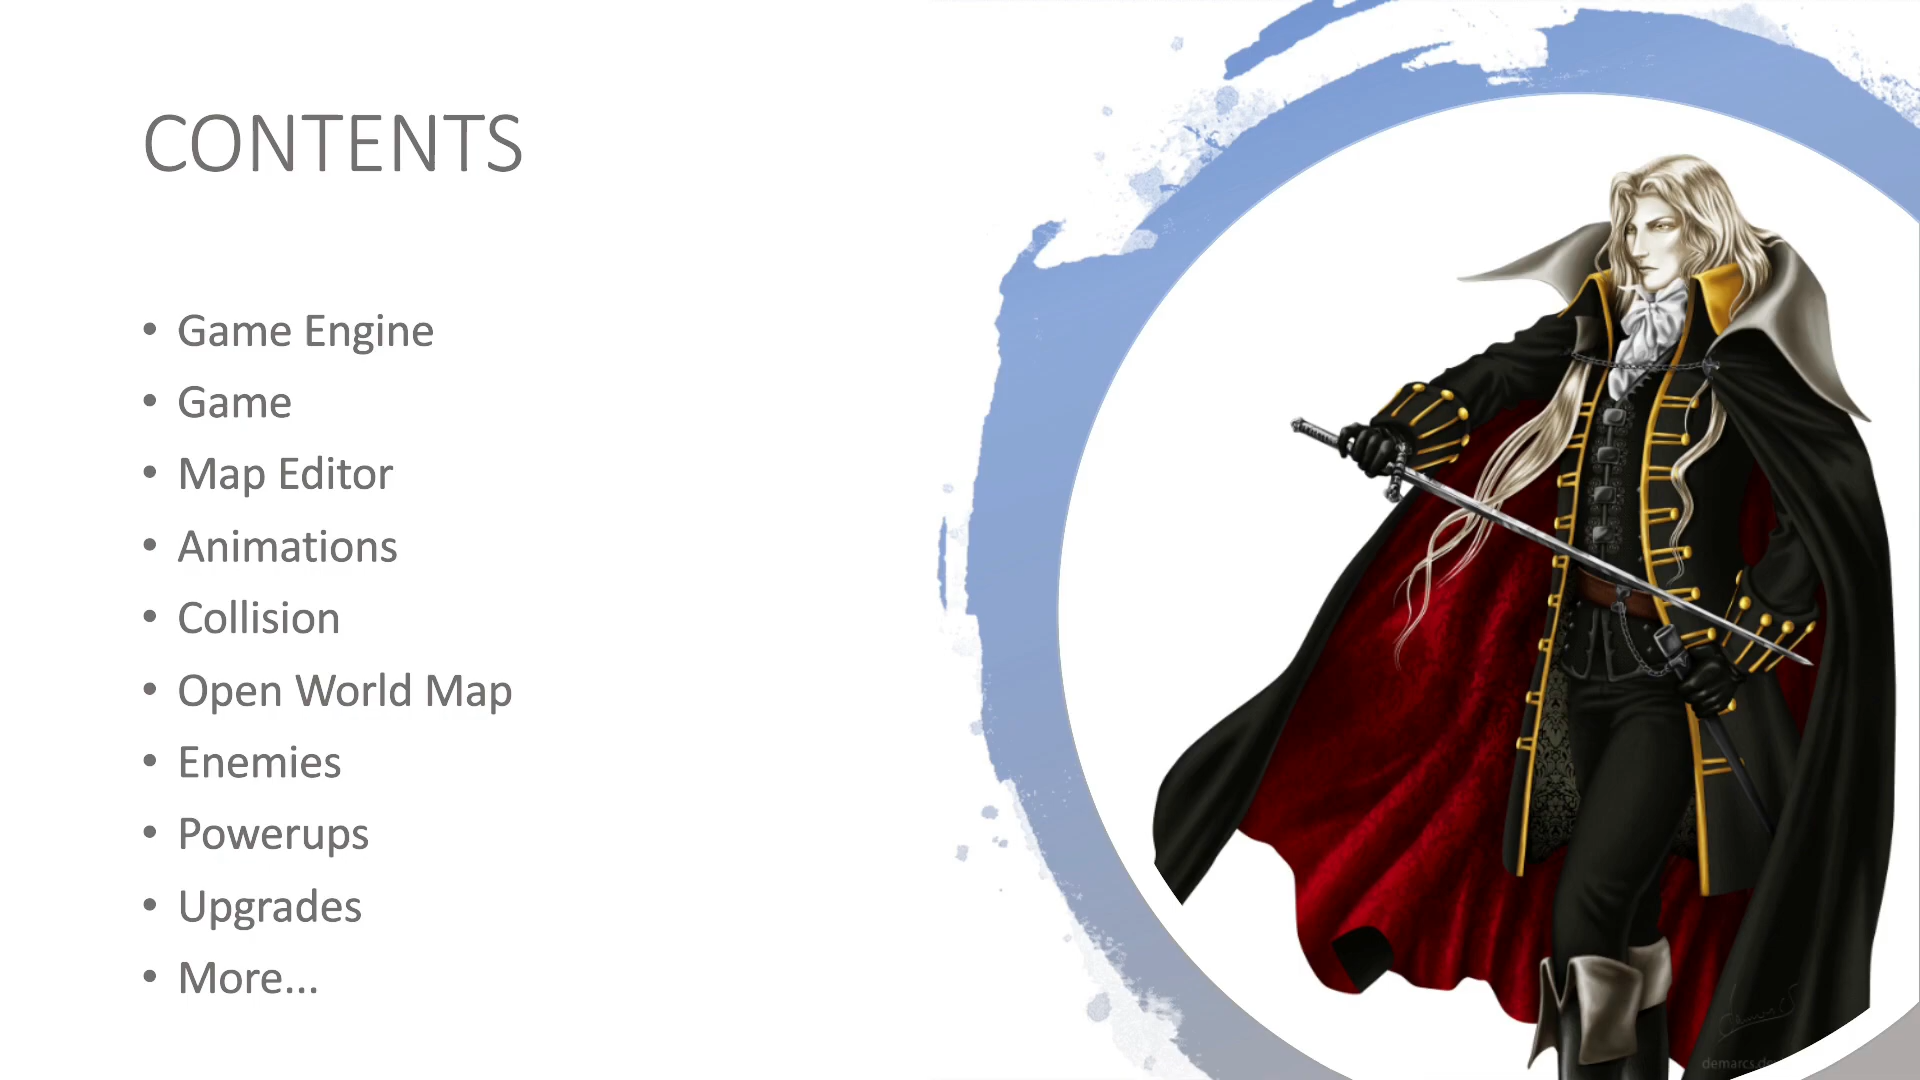 CONTENTS
• Game Engine
• Game
• Map Editor
• Animations
• Collision
• Open World Map
• Enemies
• Powerups
• Upgrades
• More...